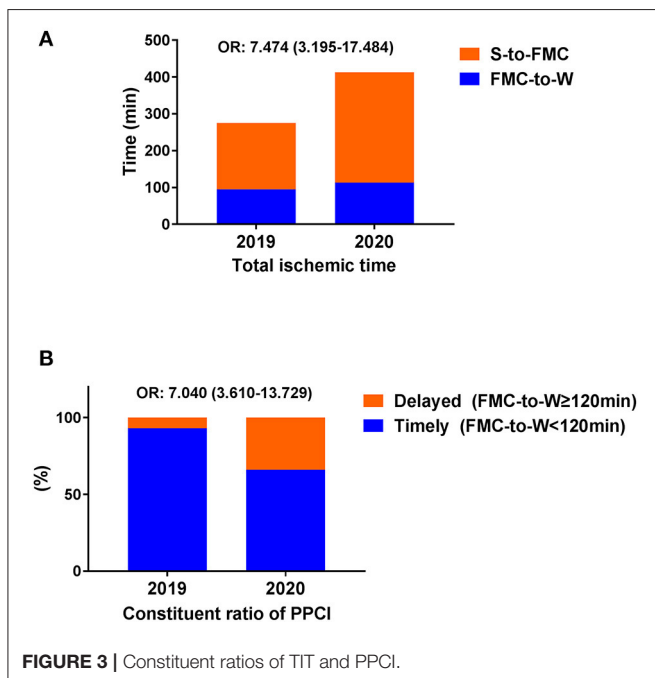 A
OR: 7.474 (3.195-17.484)
S-to-FMC
FMC-to-W
Time (min)
500
400
300
200
100
0
2019 2020
Total ischemic time
B
OR: 7.040 (3.610-13.729)
Delayed (FMC-to-W≥120min)
Timely (FMC-to-W<120min)
(%)
100
50
0
2019 2020
Constituent ratio of PPCI
FIGURE 3 | Constituent ratios of TIT and PPCI.